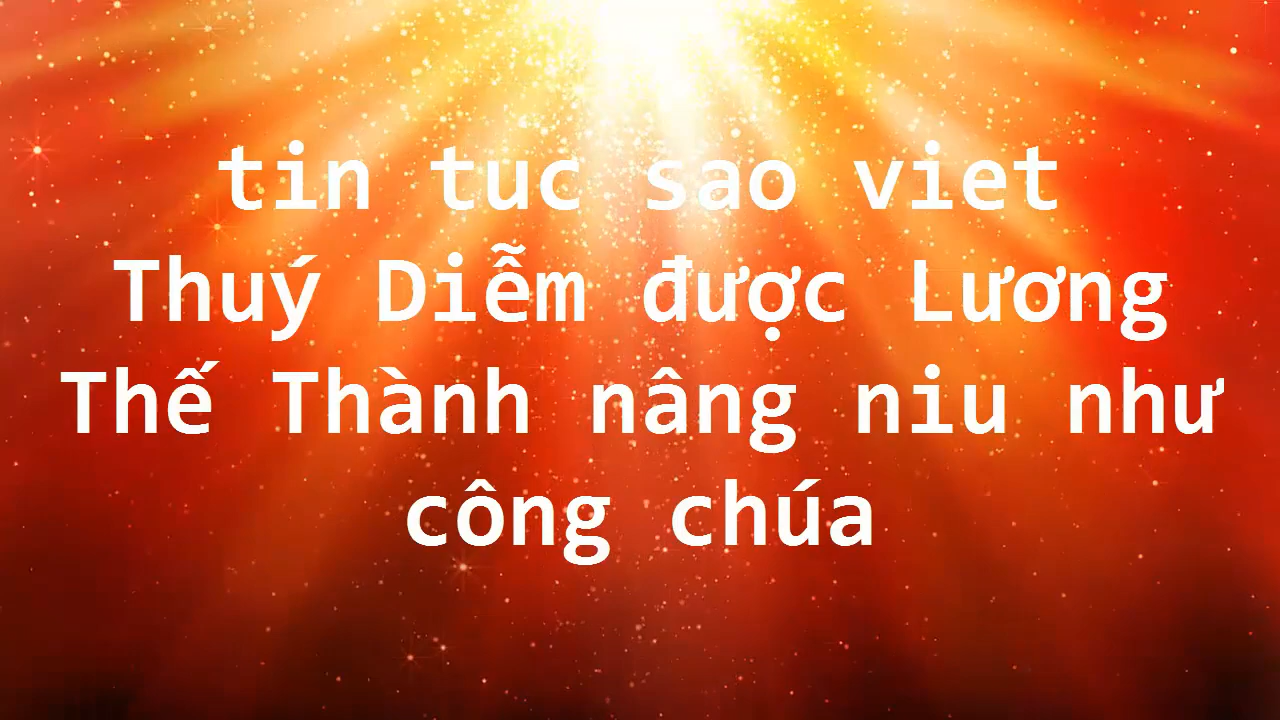 tin tuc sao viet
Thuý Diễm được Lương
Thế Thành nâng niu như
công chúa